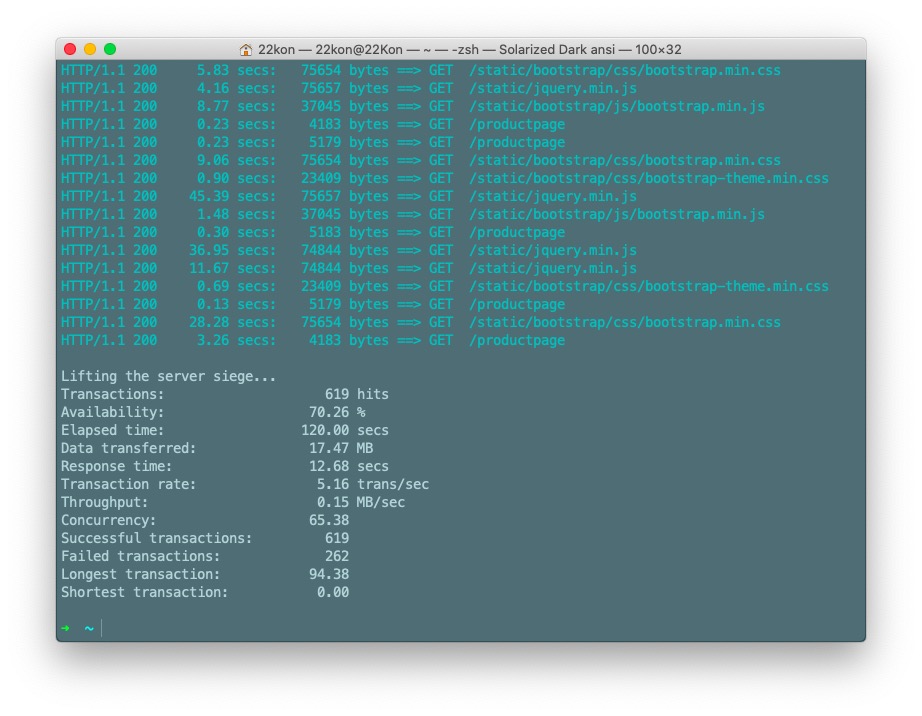 22kon — 22kon@22Kon — ~ — -zsh — Solarized Dark ansi — 100×32
HTTP/1.1 200     5.83 secs:   75654 bytes ==> GET  /static/bootstrap/css/bootstrap.min.css
HTTP/1.1 200     4.16 secs:   75657 bytes ==> GET  /static/jquery.min.js
HTTP/1.1 200     8.77 secs:   37045 bytes ==> GET  /static/bootstrap/js/bootstrap.min.js
HTTP/1.1 200     0.23 secs:    4183 bytes ==> GET  /productpage
HTTP/1.1 200     0.23 secs:    5179 bytes ==> GET  /productpage
HTTP/1.1 200     9.06 secs:   75654 bytes ==> GET  /static/bootstrap/css/bootstrap.min.css
HTTP/1.1 200     0.90 secs:   23409 bytes ==> GET  /static/bootstrap/css/bootstrap-theme.min.css
HTTP/1.1 200    45.39 secs:   75657 bytes ==> GET  /static/jquery.min.js
HTTP/1.1 200     1.48 secs:   37045 bytes ==> GET  /static/bootstrap/js/bootstrap.min.js
HTTP/1.1 200     0.30 secs:    5183 bytes ==> GET  /productpage
HTTP/1.1 200    36.95 secs:   74844 bytes ==> GET  /static/jquery.min.js
HTTP/1.1 200    11.67 secs:   74844 bytes ==> GET  /static/jquery.min.js
HTTP/1.1 200     0.69 secs:   23409 bytes ==> GET  /static/bootstrap/css/bootstrap-theme.min.css
HTTP/1.1 200     0.13 secs:    5179 bytes ==> GET  /productpage
HTTP/1.1 200    28.28 secs:   75654 bytes ==> GET  /static/bootstrap/css/bootstrap.min.css
HTTP/1.1 200     3.26 secs:    4183 bytes ==> GET  /productpage
Lifting the server siege...
Transactions:                    619 hits
Availability:                  70.26 %
Elapsed time:                 120.00 secs
Data transferred:              17.47 MB
Response time:                 12.68 secs
Transaction rate:               5.16 trans/sec
Throughput:                     0.15 MB/sec
Concurrency:                   65.38
Successful transactions:         619
Failed transactions:             262
Longest transaction:           94.38
Shortest transaction:           0.00
➜  ~